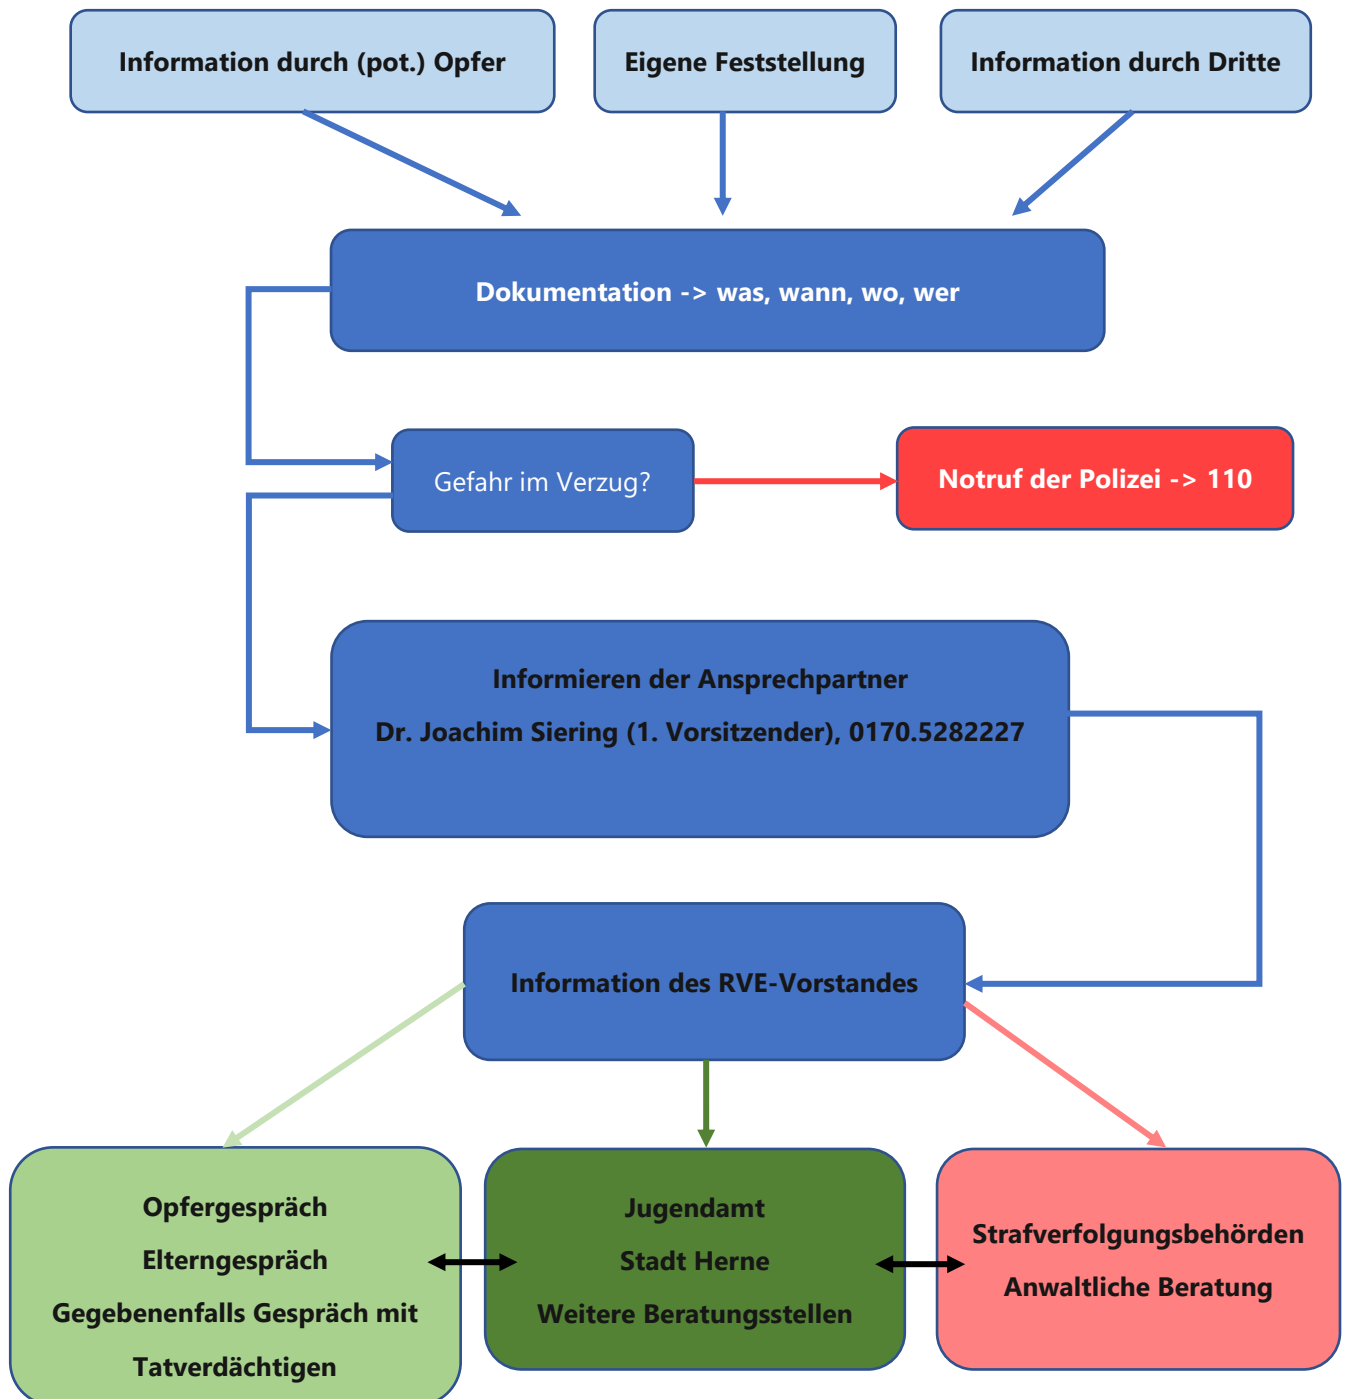 Information durch (pot.) Opfer
Eigene Feststellung
Information durch Dritte
Dokumentation -> was, wann, wo, wer
Gefahr im Verzug?
Notruf der Polizei -> 110
Informieren der Ansprechpartner
Dr. Joachim Siering (1. Vorsitzender), 0170.5282227
Information des RVE-Vorstandes
Opfergespräch
Elterngespräch
Gegebenenfalls Gespräch mit
Tatverdächtigen
Jugendamt
Stadt Herne
Weitere Beratungsstellen
Strafverfolgungsbehörden
Anwaltliche Beratung